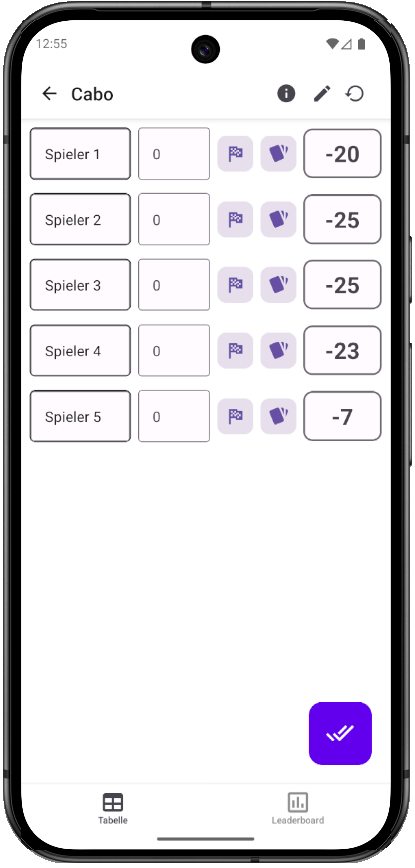 12:55
Cabo
Spieler 1 0 -20
Spieler 2 0 -25
Spieler 3 0 -25
Spieler 4 0 -23
Spieler 5 0 -7
Tabelle Leaderboard